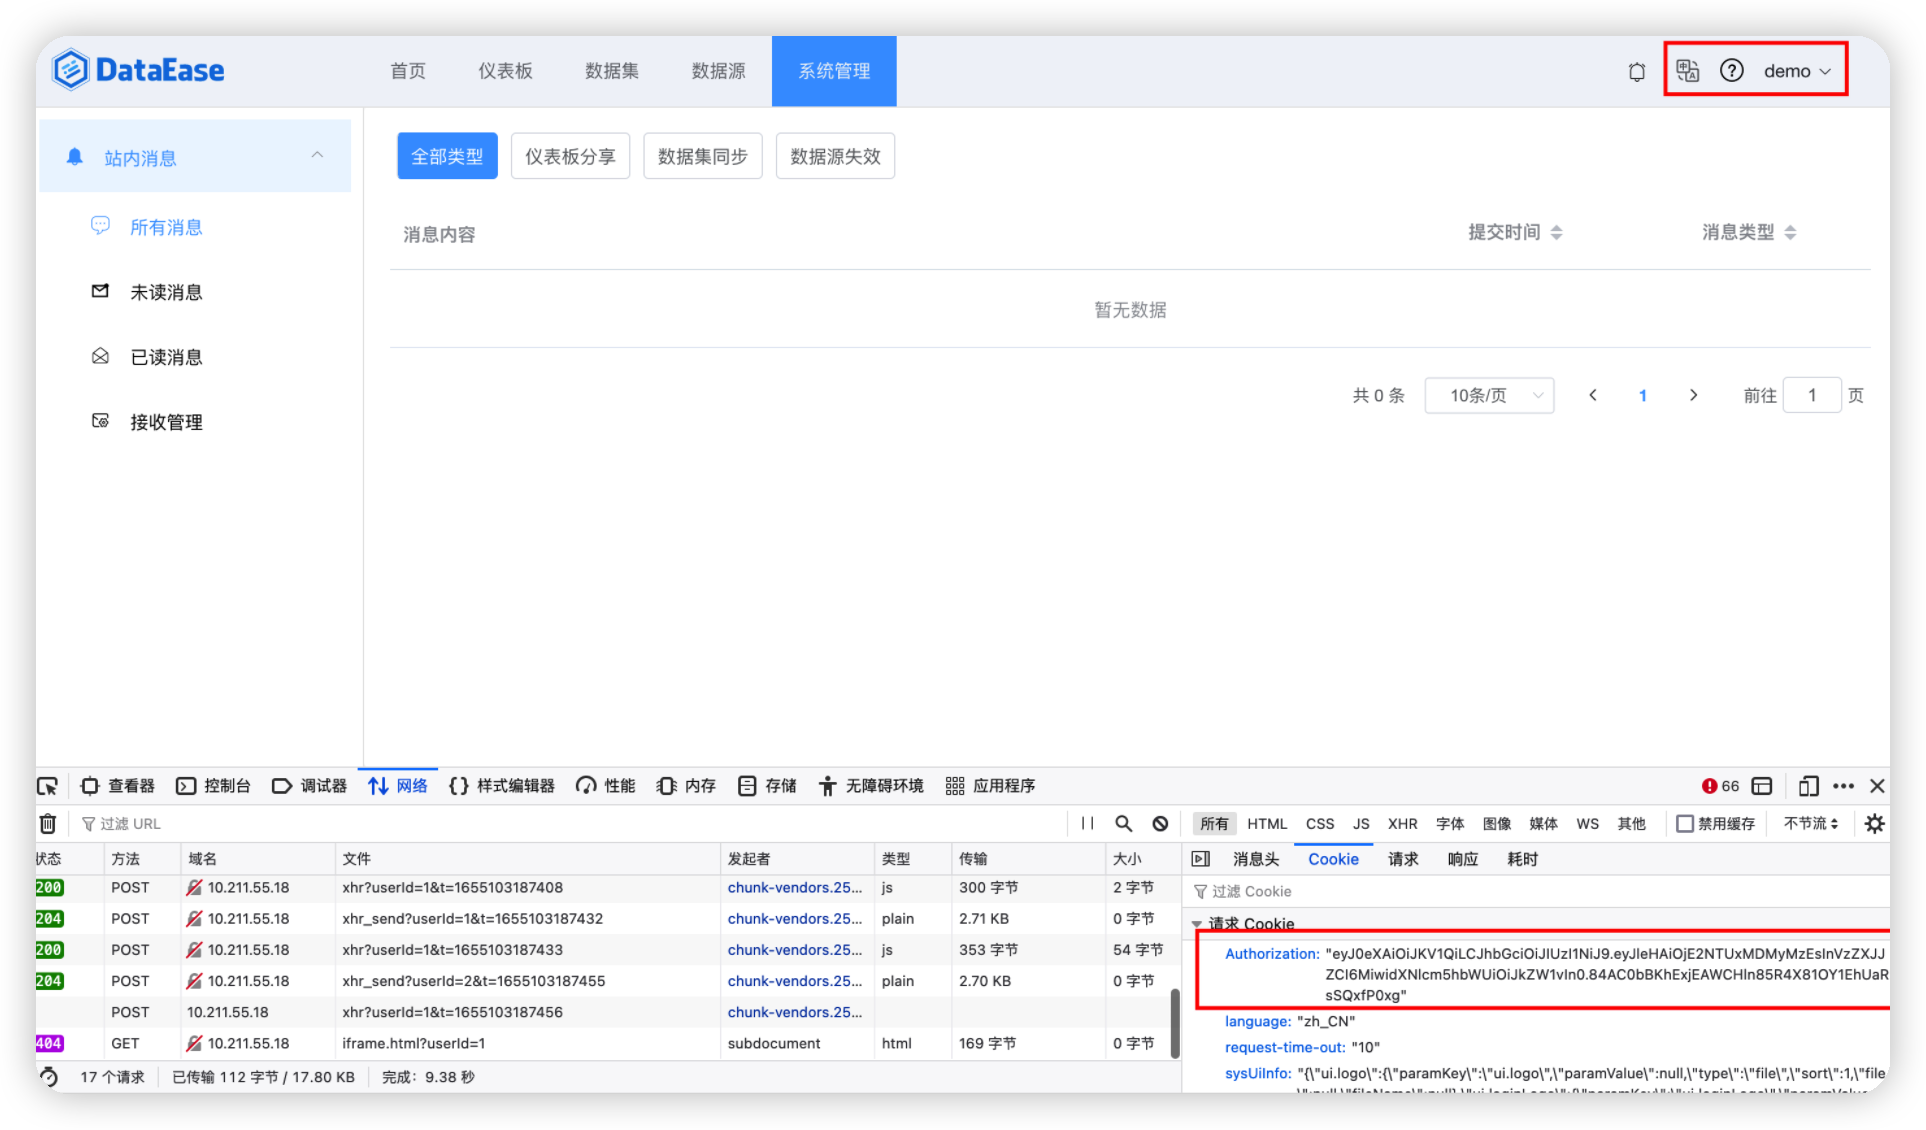 DataEase
首页 仪表板 数据集 数据源 系统管理
demo
站内消息
所有消息
未读消息
已读消息
接收管理
全部类型 仪表板分享 数据集同步 数据源失效
消息内容 提交时间 消息类型
暂无数据
共 0 条 10条/页 1 前往 1 页
查看器 控制台 调试器 网络 样式编辑器 性能 内存 存储 无障碍环境 应用程序 66
过滤 URL
所有 HTML CSS JS XHR 字体 图像 媒体 WS 其他 禁用缓存 不节流
状态 方法 域名 文件 发起者 类型 传输 大小
200 POST 10.211.55.18 xhr?userId=1&t=1655103187408 chunk-vendors.25... js 300 字节 2 字节
204 POST 10.211.55.18 xhr_send?userId=1&t=1655103187432 chunk-vendors.25... plain 2.71 KB 0 字节
200 POST 10.211.55.18 xhr?userId=1&t=1655103187433 chunk-vendors.25... js 353 字节 54 字节
204 POST 10.211.55.18 xhr_send?userId=2&t=1655103187455 chunk-vendors.25... plain 2.70 KB 0 字节
POST 10.211.55.18 xhr?userId=1&t=1655103187456 chunk-vendors.25...
404 GET 10.211.55.18 iframe.html?userId=1 subdocument html 169 字节 0 字节
17 个请求 已传输 112 字节 / 17.80 KB 完成：9.38 秒
消息头 Cookie 请求 响应 耗时
过滤 Cookie
请求 Cookie
Authorization: "eyJ0eXAiOiJKV1QiLCJhbGciOiJIUzI1NiJ9.eyJleHAiOjE2NTUxMDMyMzEsInVzZXJJ
ZCI6MiwidXNlcm5hbWUiOiJkZW1vIn0.84AC0bBKhExjEAWCHIn85R4X81OY1EhUaR
sSQxfP0xg"
language: "zh_CN"
request-time-out: "10"
sysUiInfo: "{\"ui.logo\":{\"paramKey\":\"ui.logo\",\"paramValue\":null,\"type\":\"file\",\"sort\":1,\"file